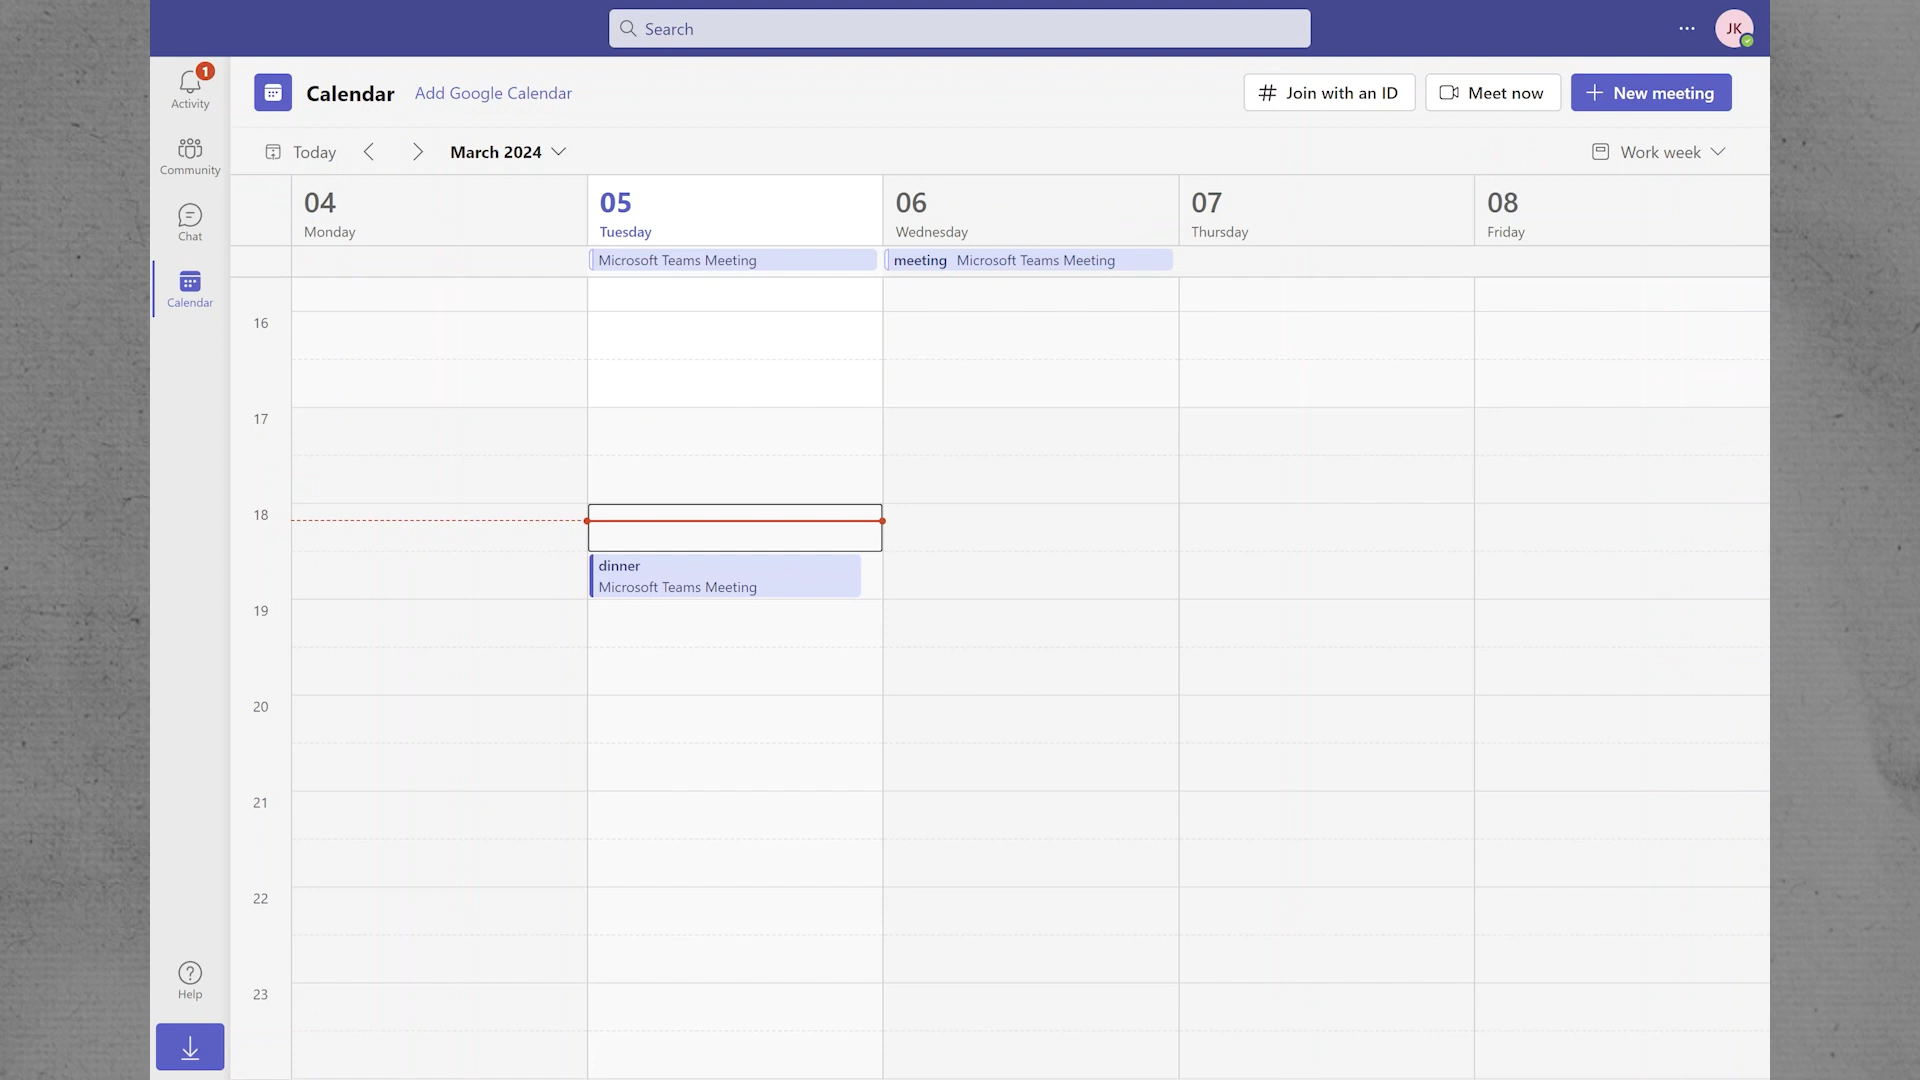 Search
JK
1
Activity
Community
Chat
Calendar
Help
Calendar
Add Google Calendar
Join with an ID
Meet now
New meeting
Today
March 2024
Work week
04
Monday
05
Tuesday
06
Wednesday
07
Thursday
08
Friday
Microsoft Teams Meeting
meeting Microsoft Teams Meeting
16
17
18
dinner
Microsoft Teams Meeting
19
20
21
22
23